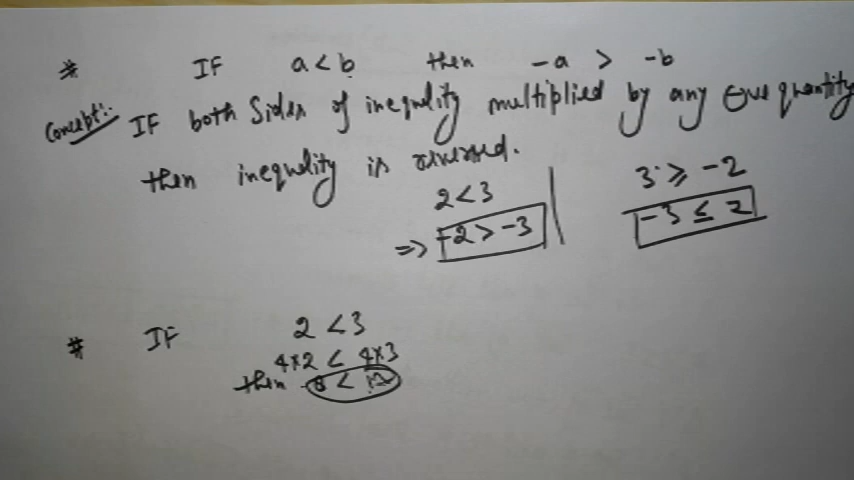 * IF a < b then -a > -b
Concept:- IF both Sides of inequality multiplied by any ⊖ve quantity
then inequality is reversed.
2 < 3 3 ≥ -2
=> -2 > -3 -3 ≤ 2
# IF 2 < 3
4×2 < 4×3
then 8 < 12